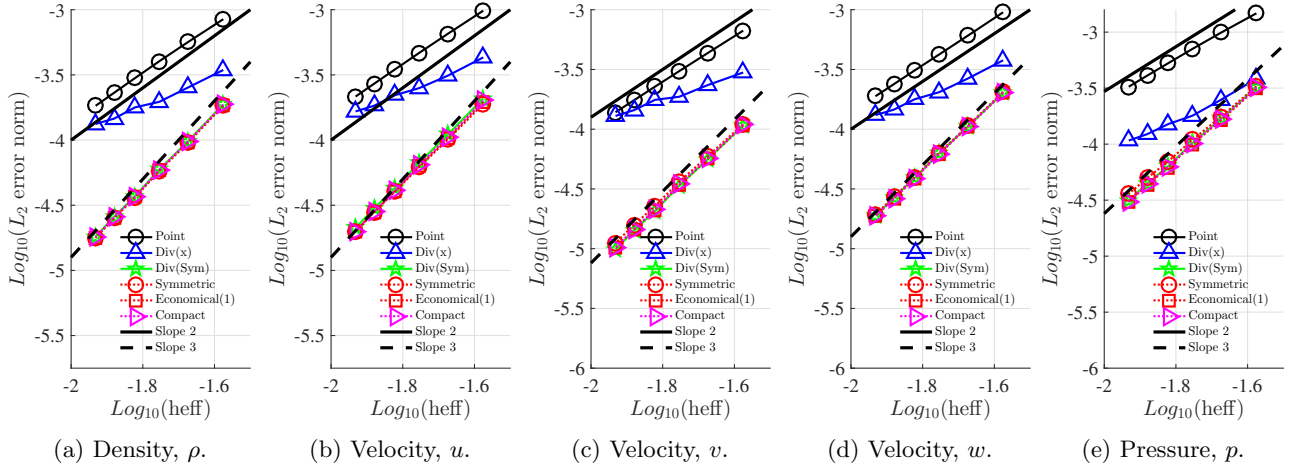 -3
-3.5
-4
-4.5
-5
-5.5
-2
-1.8
-1.6
Log10(L2 error norm)
Log10(heff)
Point
Div(x)
Div(Sym)
Symmetric
Economical(1)
Compact
Slope 2
Slope 3
(a) Density, ρ.
-3
-3.5
-4
-4.5
-5
-5.5
-2
-1.8
-1.6
Log10(L2 error norm)
Log10(heff)
Point
Div(x)
Div(Sym)
Symmetric
Economical(1)
Compact
Slope 2
Slope 3
(b) Velocity, u.
-3
-3.5
-4
-4.5
-5
-5.5
-6
-2
-1.8
-1.6
Log10(L2 error norm)
Log10(heff)
Point
Div(x)
Div(Sym)
Symmetric
Economical(1)
Compact
Slope 2
Slope 3
(c) Velocity, v.
-3
-3.5
-4
-4.5
-5
-5.5
-6
-2
-1.8
-1.6
Log10(L2 error norm)
Log10(heff)
Point
Div(x)
Div(Sym)
Symmetric
Economical(1)
Compact
Slope 2
Slope 3
(d) Velocity, w.
-3
-3.5
-4
-4.5
-5
-5.5
-6
-2
-1.8
-1.6
Log10(L2 error norm)
Log10(heff)
Point
Div(x)
Div(Sym)
Symmetric
Economical(1)
Compact
Slope 2
Slope 3
(e) Pressure, p.